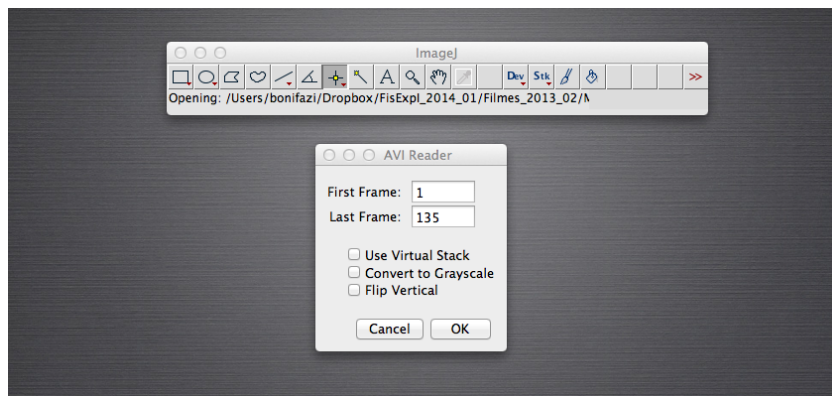 ImageJ
A Dev Stk >>
Opening: /Users/bonifazi/Dropbox/FisExpI_2014_01/Filmes_2013_02/M
AVI Reader
First Frame: 1
Last Frame: 135
Use Virtual Stack
Convert to Grayscale
Flip Vertical
Cancel OK